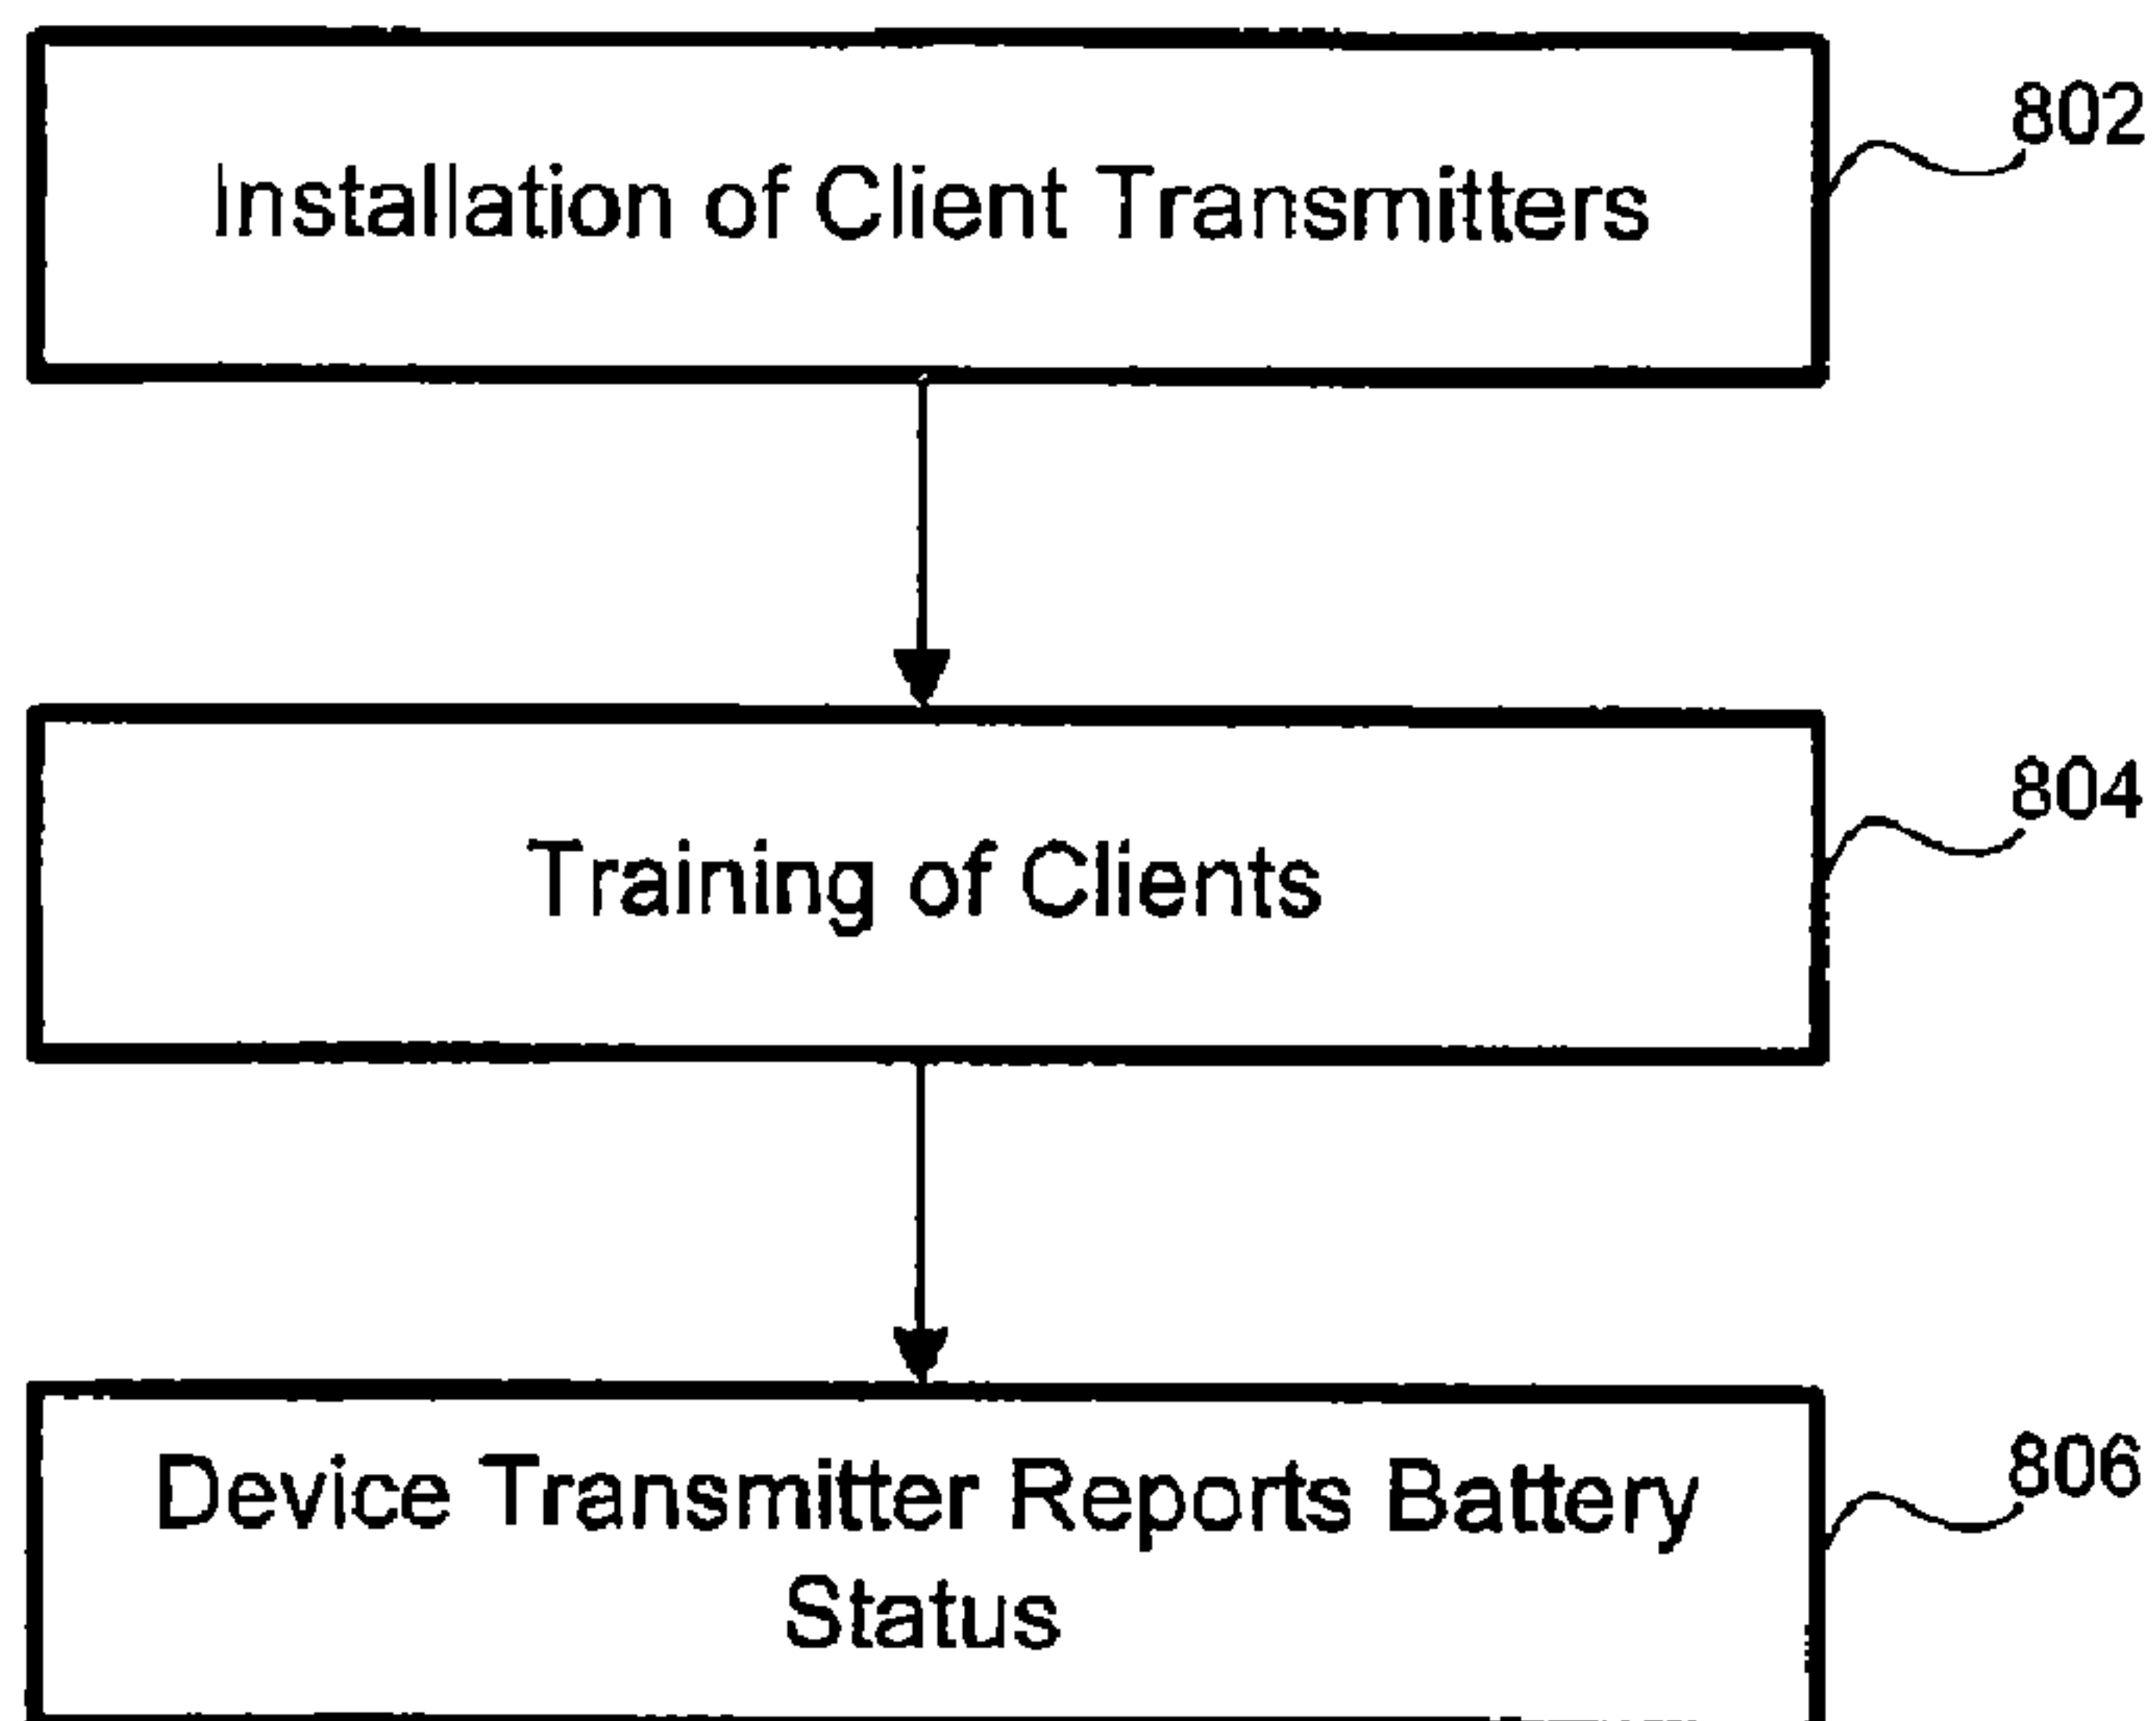 802
Installation of Client Transmitters
804
Training of Clients
806
Device Transmitter Reports Battery
Status